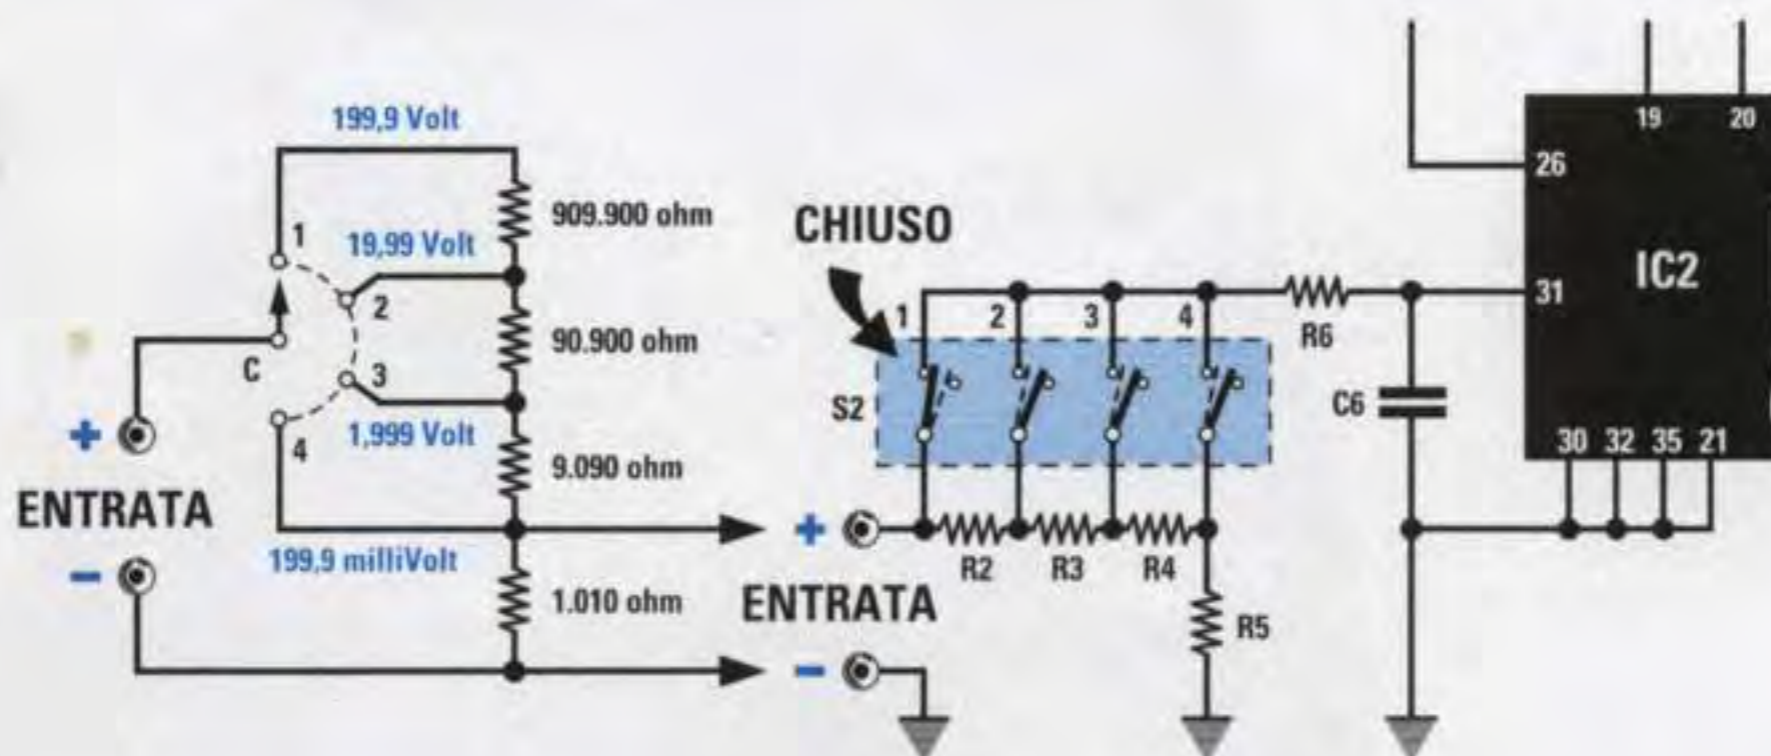 199,9 Volt
909.900 ohm
1
19,99 Volt
2
90.900 ohm
C
3
1,999 Volt
4
9.090 ohm
+
ENTRATA
-
199,9 milliVolt
1.010 ohm
CHIUSO
1
2
3
4
S2
+
ENTRATA
-
R2
R3
R4
R5
R6
C6
19
20
26
31
IC2
30
32
35
21